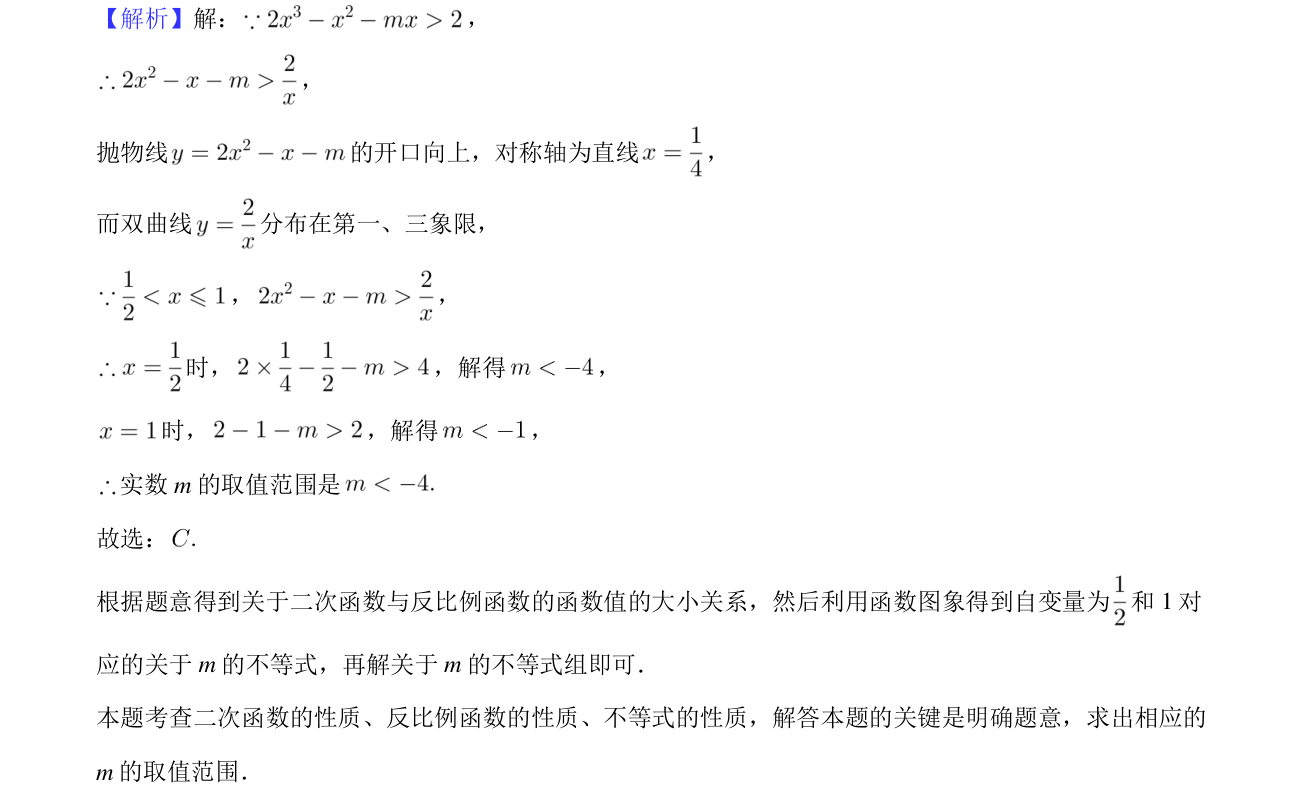 【解析】解：∵ 2x³ − x² − mx > 2，
∴ 2x² − x − m > 2/x，
抛物线 y = 2x² − x − m 的开口向上，对称轴为直线 x = 1/4，
而双曲线 y = 2/x 分布在第一、三象限，
∵ 1/2 < x ⩽ 1，2x² − x − m > 2/x，
∴ x = 1/2 时，2 × 1/4 − 1/2 − m > 4，解得 m < −4，
x = 1 时，2 − 1 − m > 2，解得 m < −1，
∴实数 m 的取值范围是 m < −4.
故选：C.
根据题意得到关于二次函数与反比例函数的函数值的大小关系，然后利用函数图象得到自变量为 1/2 和 1 对
应的关于 m 的不等式，再解关于 m 的不等式组即可．
本题考查二次函数的性质、反比例函数的性质、不等式的性质，解答本题的关键是明确题意，求出相应的
m 的取值范围．